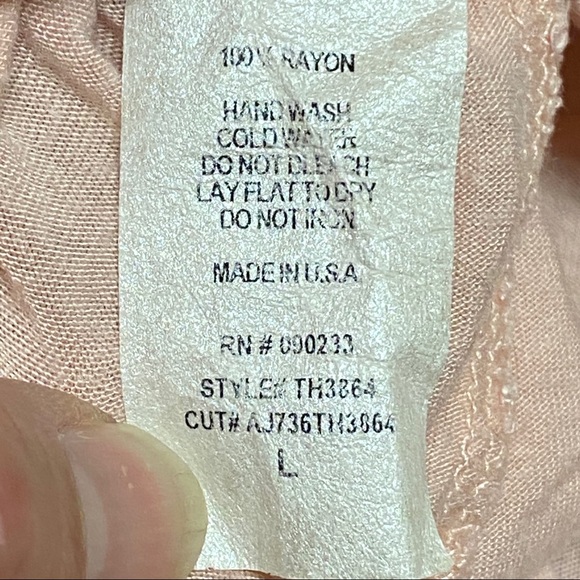 100% RAYON
HAND WASH
COLD WATER
DO NOT BLEACH
LAY FLAT TO DRY
DO NOT IRON
MADE IN U.S.A
RN # 090233
STYLE# TH3864
CUT# AJ736TH3864
L